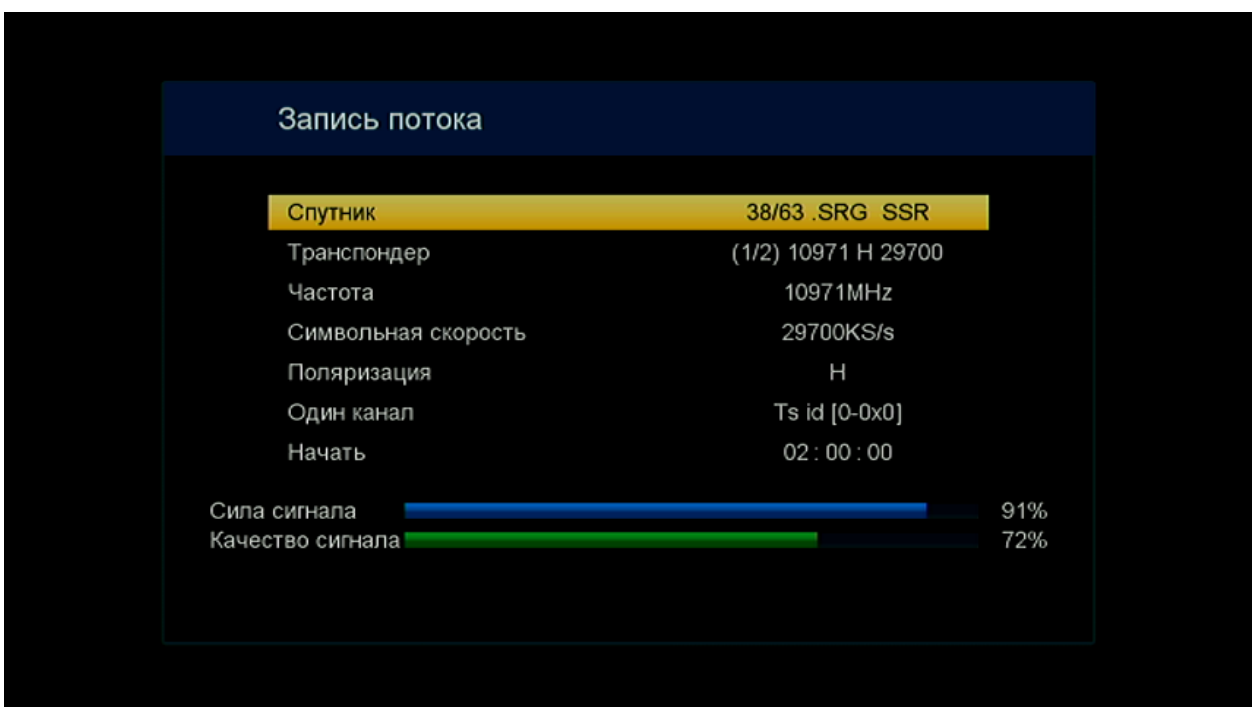 Запись потока
Спутник 38/63 .SRG SSR
Транспондер (1/2) 10971 H 29700
Частота 10971MHz
Символьная скорость 29700KS/s
Поляризация H
Один канал Ts id [0-0x0]
Начать 02 : 00 : 00
Сила сигнала 91%
Качество сигнала 72%